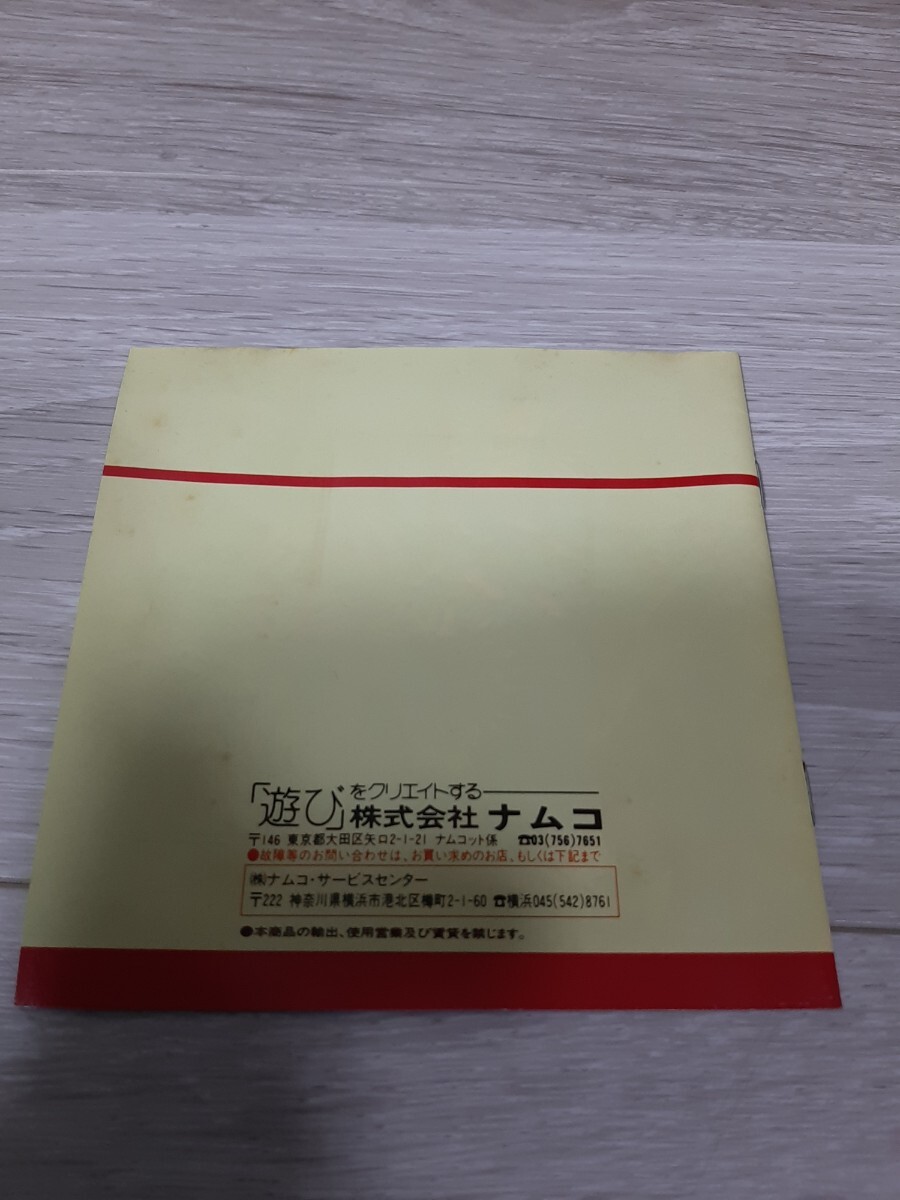 「遊び」をクリエイトする――
株式会社 ナムコ
〒146 東京都大田区矢口2-1-21 ナムコット係 ☎03(756)7651
●故障等のお問い合わせは、お買い求めのお店、もしくは下記まで
㈱ナムコ・サービスセンター
〒222 神奈川県横浜市港北区樽町2-1-60 ☎横浜045(542)8761
●本商品の輸出、使用営業及び賃貸を禁じます。